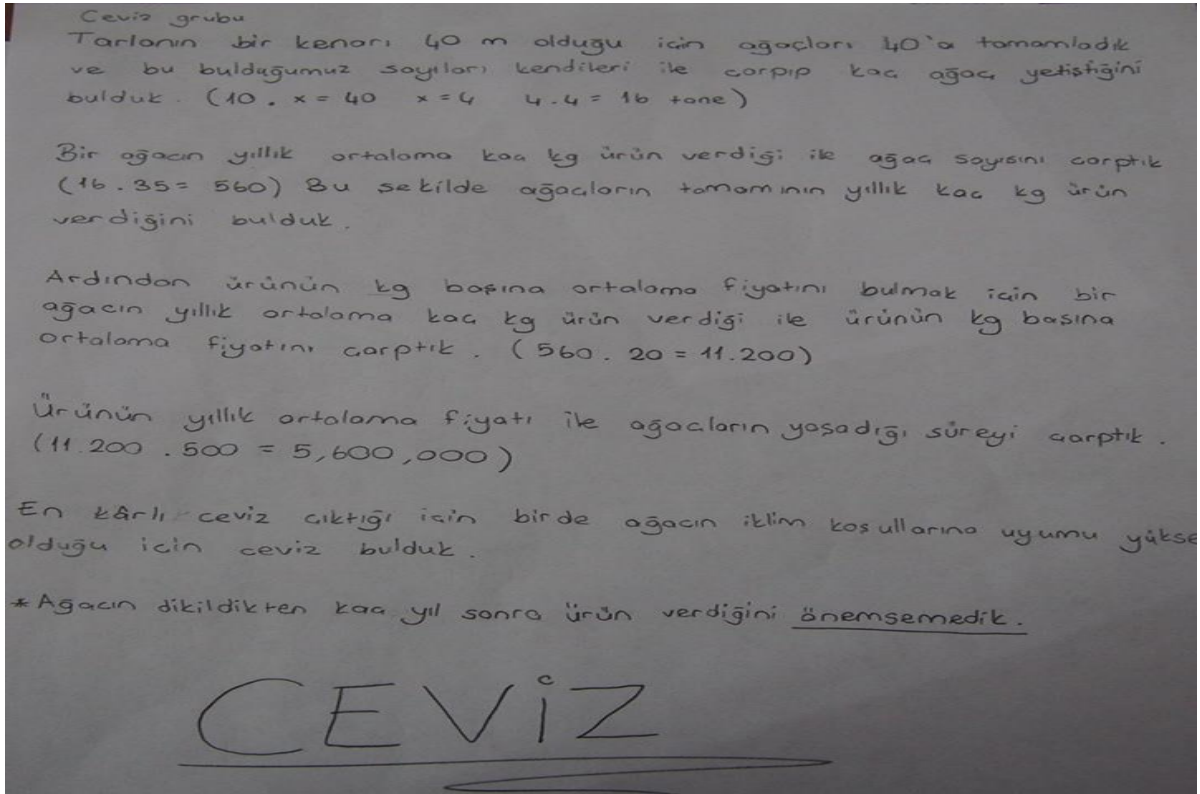 Ceviz grubu
Tarlanın bir kenarı 40 m olduğu için ağaçları 40'a tamamladık
ve bu bulduğumuz sayıları kendileri ile çarpıp kaç ağaç yetiştiğini
bulduk. (10 . x = 40 x = 4 4.4 = 16 tane)
Bir ağacın yıllık ortalama kaç kg ürün verdiği ile ağaç sayısını çarptık
(16 . 35 = 560) Bu şekilde ağaçların tamamının yıllık kaç kg ürün
verdiğini bulduk.
Ardından ürünün kg başına ortalama fiyatını bulmak için bir
ağacın yıllık ortalama kaç kg ürün verdiği ile ürünün kg başına
ortalama fiyatını çarptık. (560 . 20 = 11.200)
Ürünün yıllık ortalama fiyatı ile ağaçların yaşadığı süreyi çarptık.
(11.200 . 500 = 5,600,000)
En kârlı ceviz çıktığı için birde ağacın iklim koşullarına uyumu yükse
olduğu için ceviz bulduk.
*Ağacın dikildikten kaç yıl sonra ürün verdiğini önemsemedik.
CEVİZ